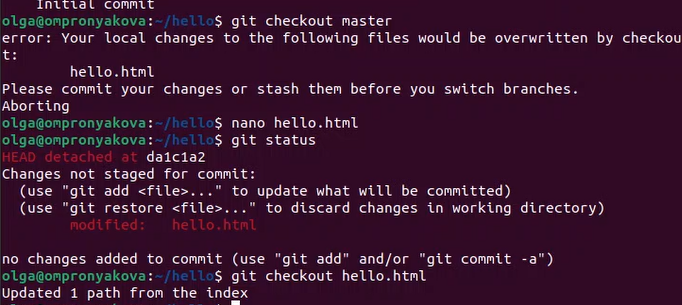 Initial commit
olga@ompronyakova:~/hello$ git checkout master
error: Your local changes to the following files would be overwritten by checkou
t:
hello.html
Please commit your changes or stash them before you switch branches.
Aborting
olga@ompronyakova:~/hello$ nano hello.html
olga@ompronyakova:~/hello$ git status
HEAD detached at da1c1a2
Changes not staged for commit:
(use "git add <file>..." to update what will be committed)
(use "git restore <file>..." to discard changes in working directory)
modified:   hello.html
no changes added to commit (use "git add" and/or "git commit -a")
olga@ompronyakova:~/hello$ git checkout hello.html
Updated 1 path from the index